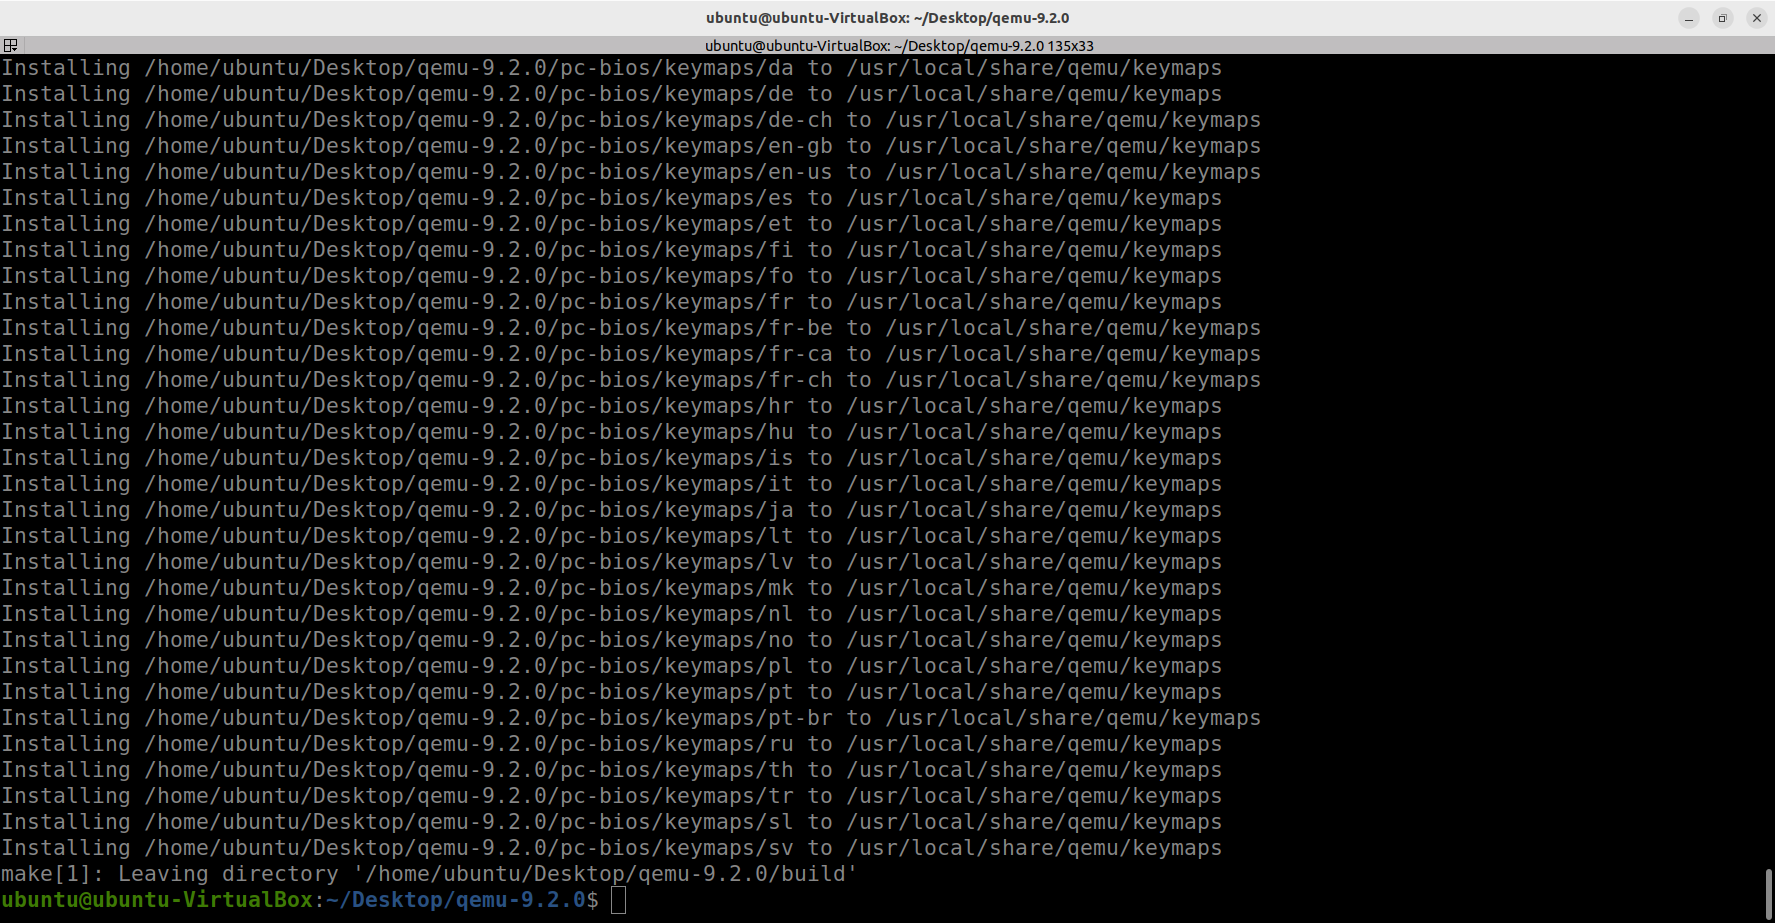 ubuntu@ubuntu-VirtualBox: ~/Desktop/qemu-9.2.0
ubuntu@ubuntu-VirtualBox: ~/Desktop/qemu-9.2.0 135x33
Installing /home/ubuntu/Desktop/qemu-9.2.0/pc-bios/keymaps/da to /usr/local/share/qemu/keymaps
Installing /home/ubuntu/Desktop/qemu-9.2.0/pc-bios/keymaps/de to /usr/local/share/qemu/keymaps
Installing /home/ubuntu/Desktop/qemu-9.2.0/pc-bios/keymaps/de-ch to /usr/local/share/qemu/keymaps
Installing /home/ubuntu/Desktop/qemu-9.2.0/pc-bios/keymaps/en-gb to /usr/local/share/qemu/keymaps
Installing /home/ubuntu/Desktop/qemu-9.2.0/pc-bios/keymaps/en-us to /usr/local/share/qemu/keymaps
Installing /home/ubuntu/Desktop/qemu-9.2.0/pc-bios/keymaps/es to /usr/local/share/qemu/keymaps
Installing /home/ubuntu/Desktop/qemu-9.2.0/pc-bios/keymaps/et to /usr/local/share/qemu/keymaps
Installing /home/ubuntu/Desktop/qemu-9.2.0/pc-bios/keymaps/fi to /usr/local/share/qemu/keymaps
Installing /home/ubuntu/Desktop/qemu-9.2.0/pc-bios/keymaps/fo to /usr/local/share/qemu/keymaps
Installing /home/ubuntu/Desktop/qemu-9.2.0/pc-bios/keymaps/fr to /usr/local/share/qemu/keymaps
Installing /home/ubuntu/Desktop/qemu-9.2.0/pc-bios/keymaps/fr-be to /usr/local/share/qemu/keymaps
Installing /home/ubuntu/Desktop/qemu-9.2.0/pc-bios/keymaps/fr-ca to /usr/local/share/qemu/keymaps
Installing /home/ubuntu/Desktop/qemu-9.2.0/pc-bios/keymaps/fr-ch to /usr/local/share/qemu/keymaps
Installing /home/ubuntu/Desktop/qemu-9.2.0/pc-bios/keymaps/hr to /usr/local/share/qemu/keymaps
Installing /home/ubuntu/Desktop/qemu-9.2.0/pc-bios/keymaps/hu to /usr/local/share/qemu/keymaps
Installing /home/ubuntu/Desktop/qemu-9.2.0/pc-bios/keymaps/is to /usr/local/share/qemu/keymaps
Installing /home/ubuntu/Desktop/qemu-9.2.0/pc-bios/keymaps/it to /usr/local/share/qemu/keymaps
Installing /home/ubuntu/Desktop/qemu-9.2.0/pc-bios/keymaps/ja to /usr/local/share/qemu/keymaps
Installing /home/ubuntu/Desktop/qemu-9.2.0/pc-bios/keymaps/lt to /usr/local/share/qemu/keymaps
Installing /home/ubuntu/Desktop/qemu-9.2.0/pc-bios/keymaps/lv to /usr/local/share/qemu/keymaps
Installing /home/ubuntu/Desktop/qemu-9.2.0/pc-bios/keymaps/mk to /usr/local/share/qemu/keymaps
Installing /home/ubuntu/Desktop/qemu-9.2.0/pc-bios/keymaps/nl to /usr/local/share/qemu/keymaps
Installing /home/ubuntu/Desktop/qemu-9.2.0/pc-bios/keymaps/no to /usr/local/share/qemu/keymaps
Installing /home/ubuntu/Desktop/qemu-9.2.0/pc-bios/keymaps/pl to /usr/local/share/qemu/keymaps
Installing /home/ubuntu/Desktop/qemu-9.2.0/pc-bios/keymaps/pt to /usr/local/share/qemu/keymaps
Installing /home/ubuntu/Desktop/qemu-9.2.0/pc-bios/keymaps/pt-br to /usr/local/share/qemu/keymaps
Installing /home/ubuntu/Desktop/qemu-9.2.0/pc-bios/keymaps/ru to /usr/local/share/qemu/keymaps
Installing /home/ubuntu/Desktop/qemu-9.2.0/pc-bios/keymaps/th to /usr/local/share/qemu/keymaps
Installing /home/ubuntu/Desktop/qemu-9.2.0/pc-bios/keymaps/tr to /usr/local/share/qemu/keymaps
Installing /home/ubuntu/Desktop/qemu-9.2.0/pc-bios/keymaps/sl to /usr/local/share/qemu/keymaps
Installing /home/ubuntu/Desktop/qemu-9.2.0/pc-bios/keymaps/sv to /usr/local/share/qemu/keymaps
make[1]: Leaving directory '/home/ubuntu/Desktop/qemu-9.2.0/build'
ubuntu@ubuntu-VirtualBox:~/Desktop/qemu-9.2.0$